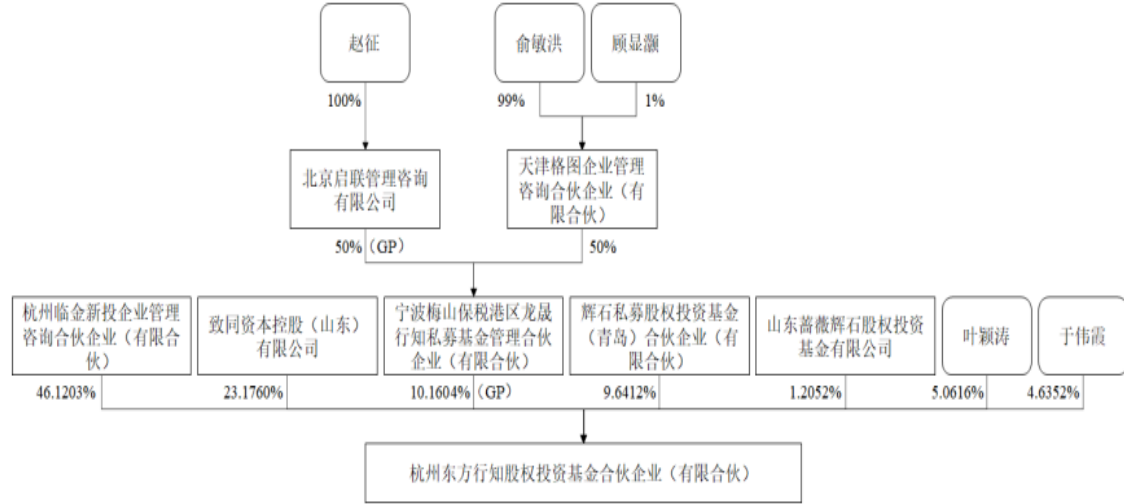 赵征
俞敏洪
顾显灏
100%
99%
1%
北京启联管理咨询
有限公司
天津格图企业管理
咨询合伙企业（有
限合伙）
50%（GP）
50%
杭州临金新投企业管理
咨询合伙企业（有限合
伙）
致同资本控股（山东）
有限公司
宁波梅山保税港区龙晟
行知私募基金管理合伙
企业（有限合伙）
辉石私募股权投资基金
（青岛）合伙企业（有
限合伙）
山东蔷薇辉石股权投资
基金有限公司
叶颖涛
于伟霞
46.1203%
23.1760%
10.1604%（GP）
9.6412%
1.2052%
5.0616%
4.6352%
杭州东方行知股权投资基金合伙企业（有限合伙）